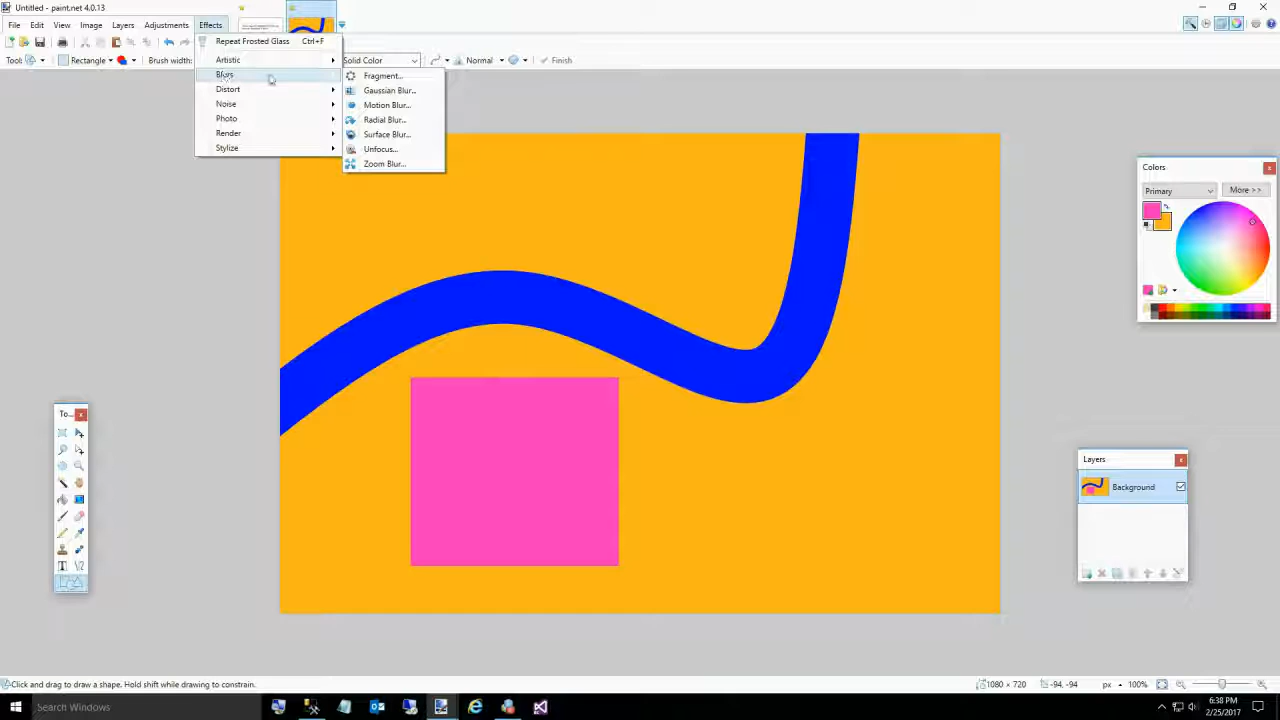 Untitled - paint.net 4.0.13
File Edit View Image Layers Adjustments Effects
Tool: Rectangle Brush width: Solid Color Normal Finish
Repeat Frosted Glass Ctrl+F
Artistic
Blurs
Distort
Noise
Photo
Render
Stylize
Fragment...
Gaussian Blur...
Motion Blur...
Radial Blur...
Surface Blur...
Unfocus...
Zoom Blur...
Colors
Primary More >>
To...
Layers
Background
Click and drag to draw a shape. Hold shift while drawing to constrain. 1080 × 720 -94, -94 px 100%
Search Windows
6:38 PM
2/25/2017